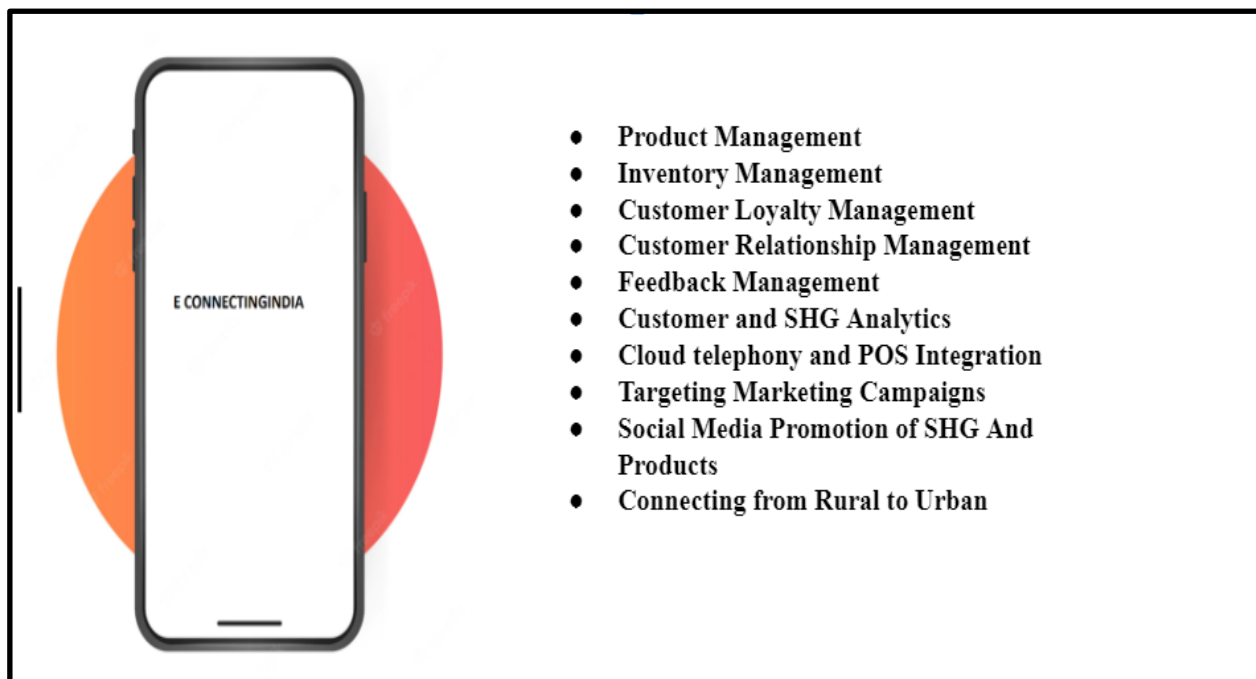 E CONNECTINGINDIA
● Product Management
● Inventory Management
● Customer Loyalty Management
● Customer Relationship Management
● Feedback Management
● Customer and SHG Analytics
● Cloud telephony and POS Integration
● Targeting Marketing Campaigns
● Social Media Promotion of SHG And
Products
● Connecting from Rural to Urban